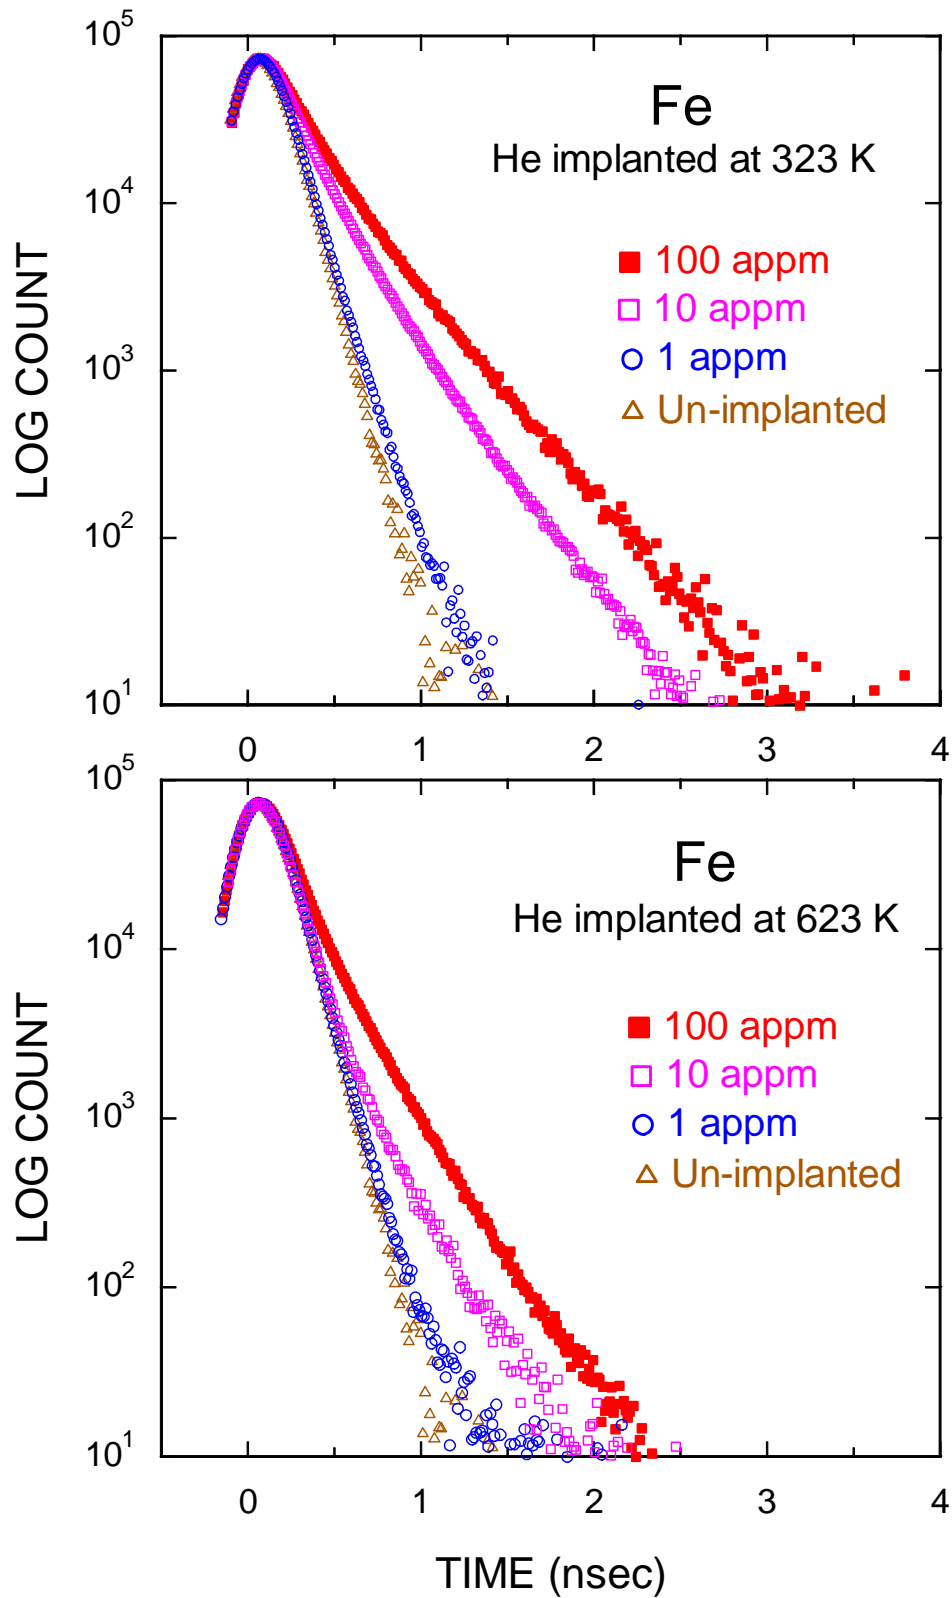 10^5
Fe
He implanted at 323 K
10^4
100 appm
10 appm
1 appm
Un-implanted
10^3
10^2
10^1
LOG COUNT
0 1 2 3 4
10^5
Fe
He implanted at 623 K
10^4
100 appm
10 appm
1 appm
Un-implanted
10^3
10^2
10^1
LOG COUNT
0 1 2 3 4
TIME (nsec)